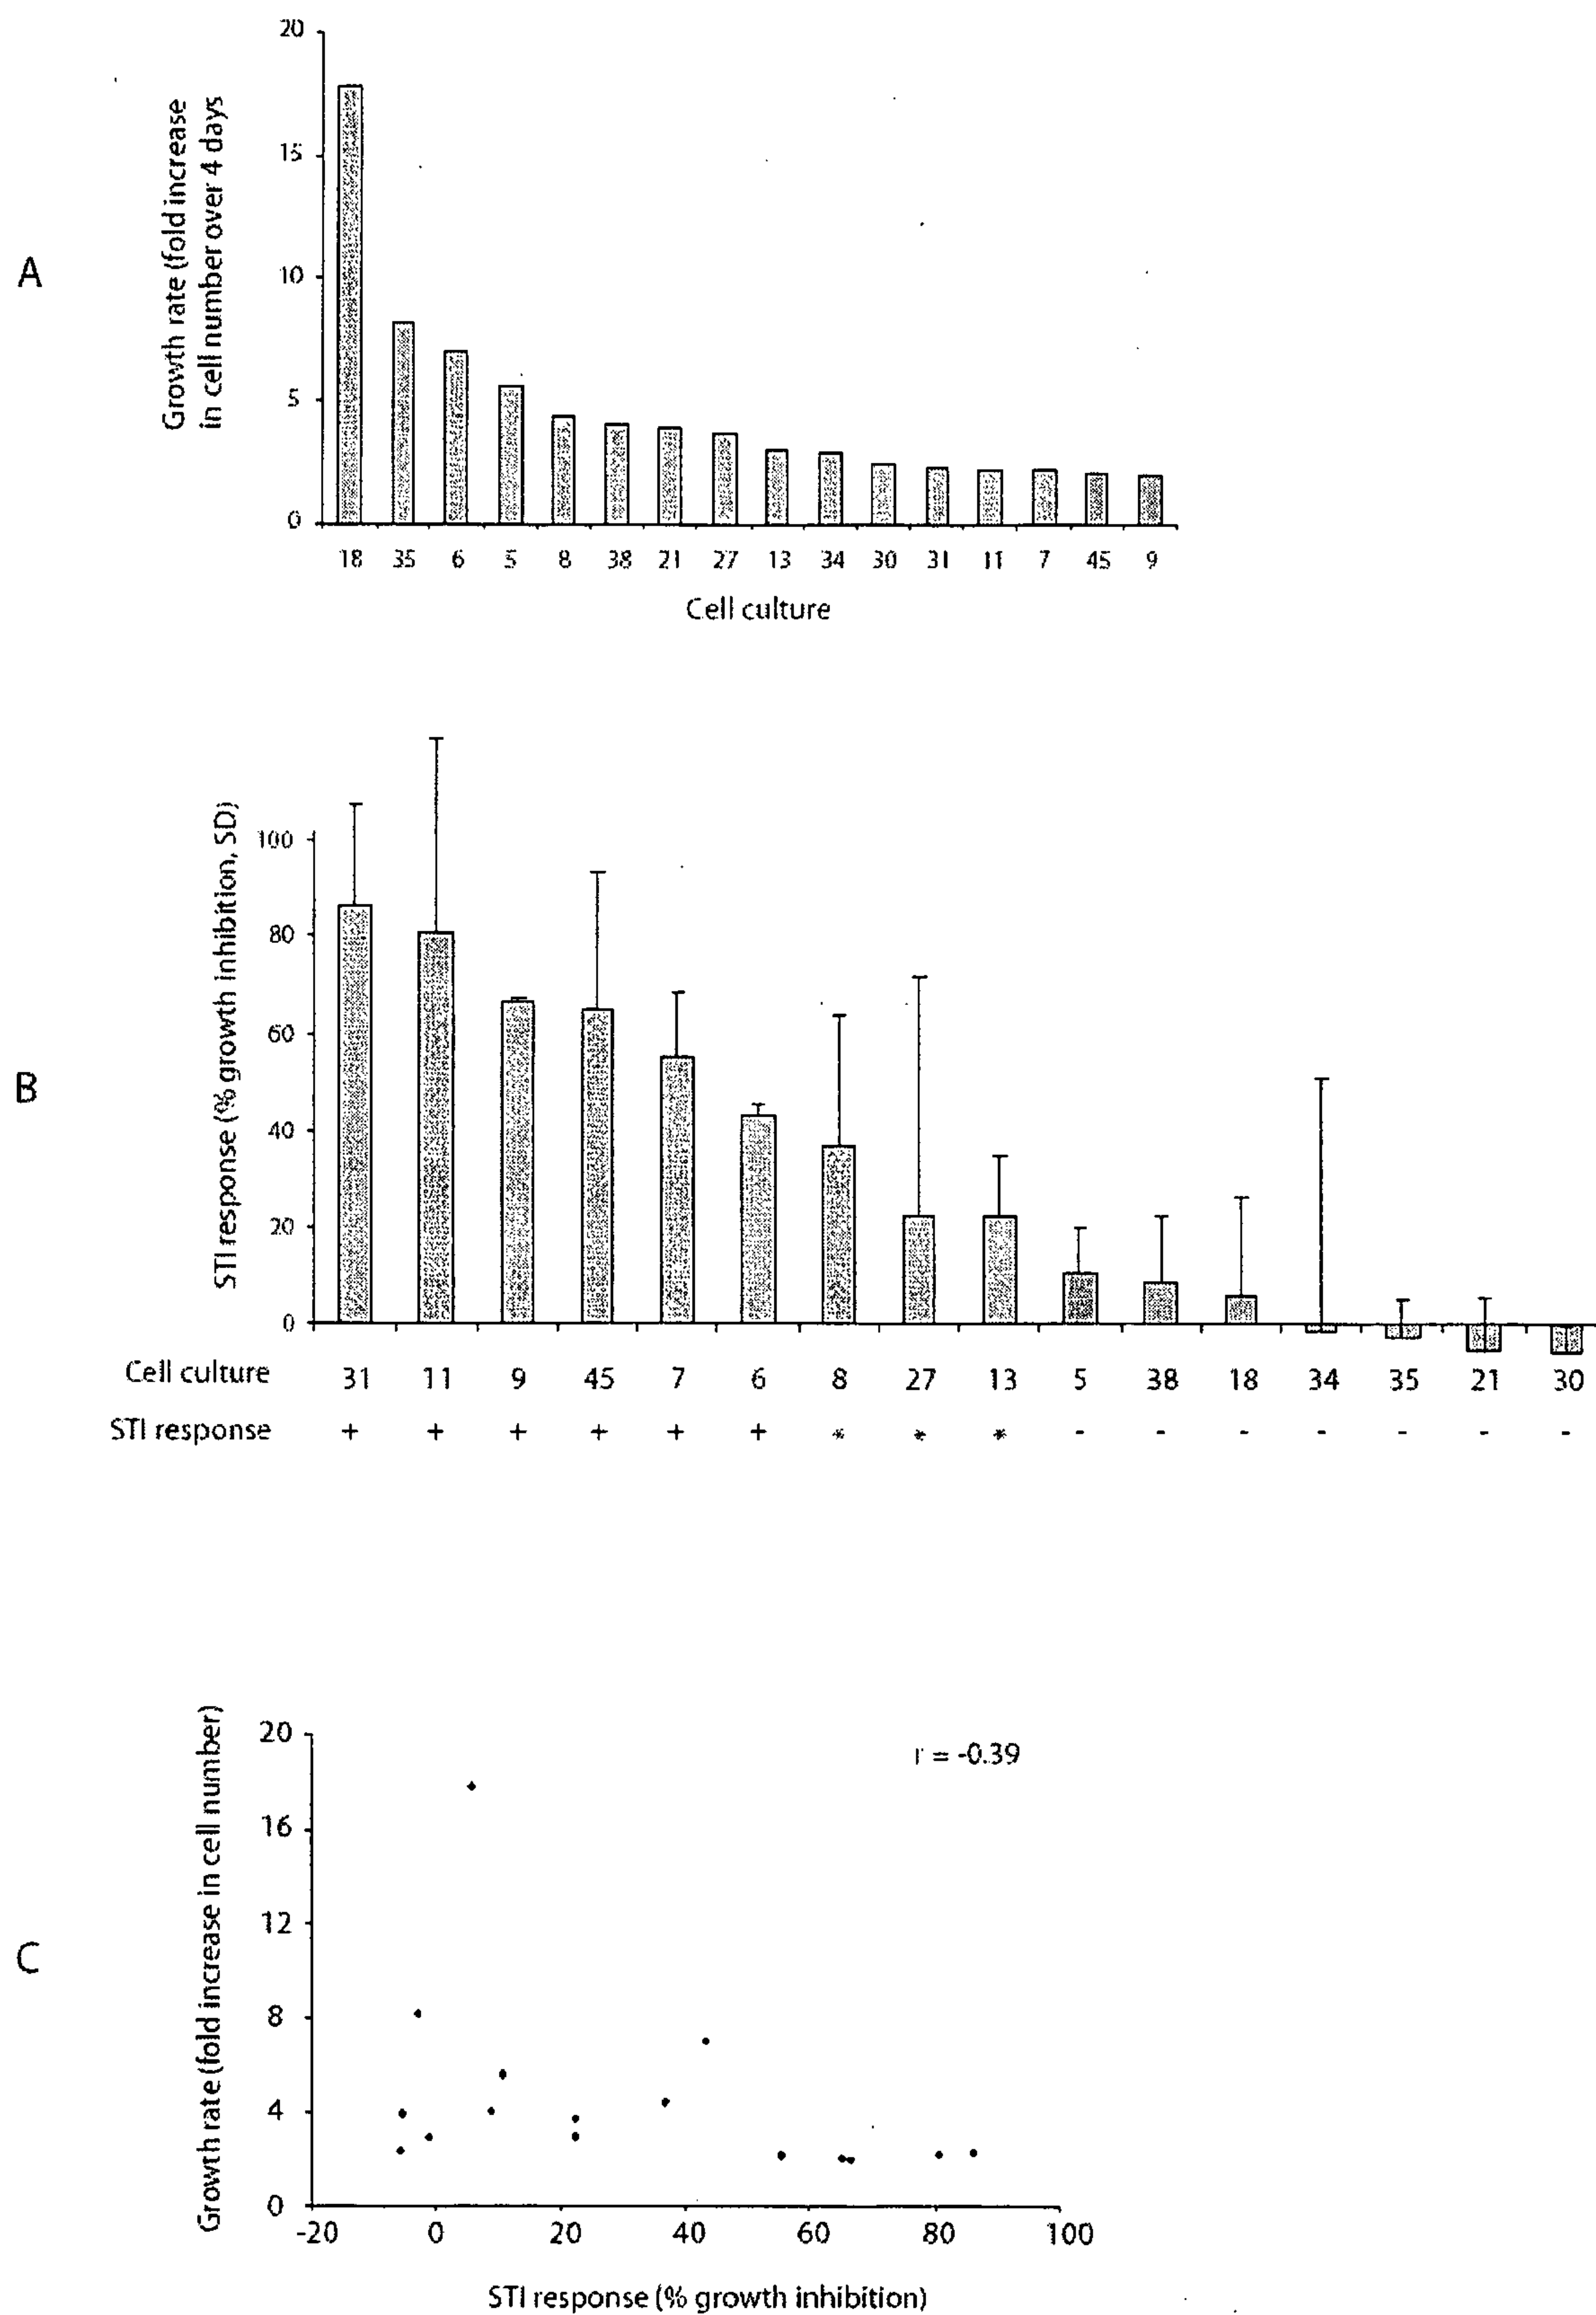 A
Growth rate (fold increase
in cell number over 4 days
20
15
10
5
0
18 35 6 5 8 38 21 27 13 34 30 31 11 7 45 9
Cell culture
B
STI response (% growth inhibition, SD)
100
80
60
40
20
0
Cell culture 31 11 9 45 7 6 8 27 13 5 38 18 34 35 21 30
STI response + + + + + + * * * - - - - - - -
C
Growth rate (fold increase in cell number)
20
16
12
8
4
0
r = -0.39
-20 0 20 40 60 80 100
STI response (% growth inhibition)